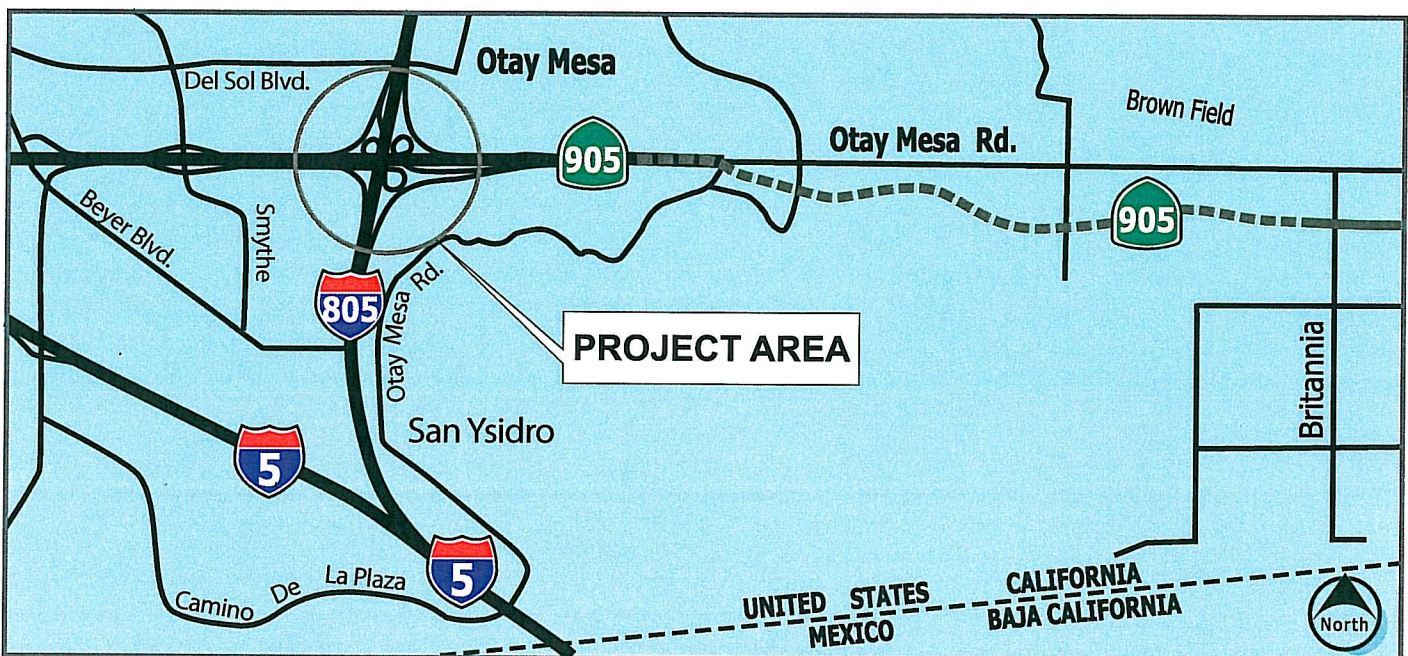 Otay Mesa
Del Sol Blvd.
Brown Field
Otay Mesa Rd.
905
905
Beyer Blvd.
Smythe
805
Otay Mesa Rd.
PROJECT AREA
Britannia
San Ysidro
5
5
Camino De La Plaza
UNITED STATES
MEXICO
CALIFORNIA
BAJA CALIFORNIA
North